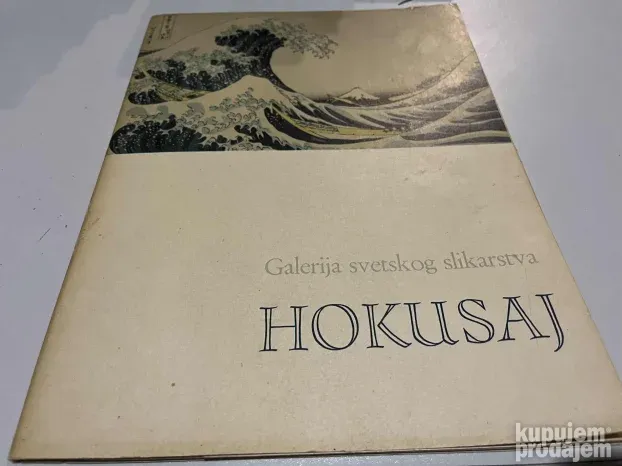 Galerija svetskog slikarstva
HOKUSAJ
kupujem
prodajem